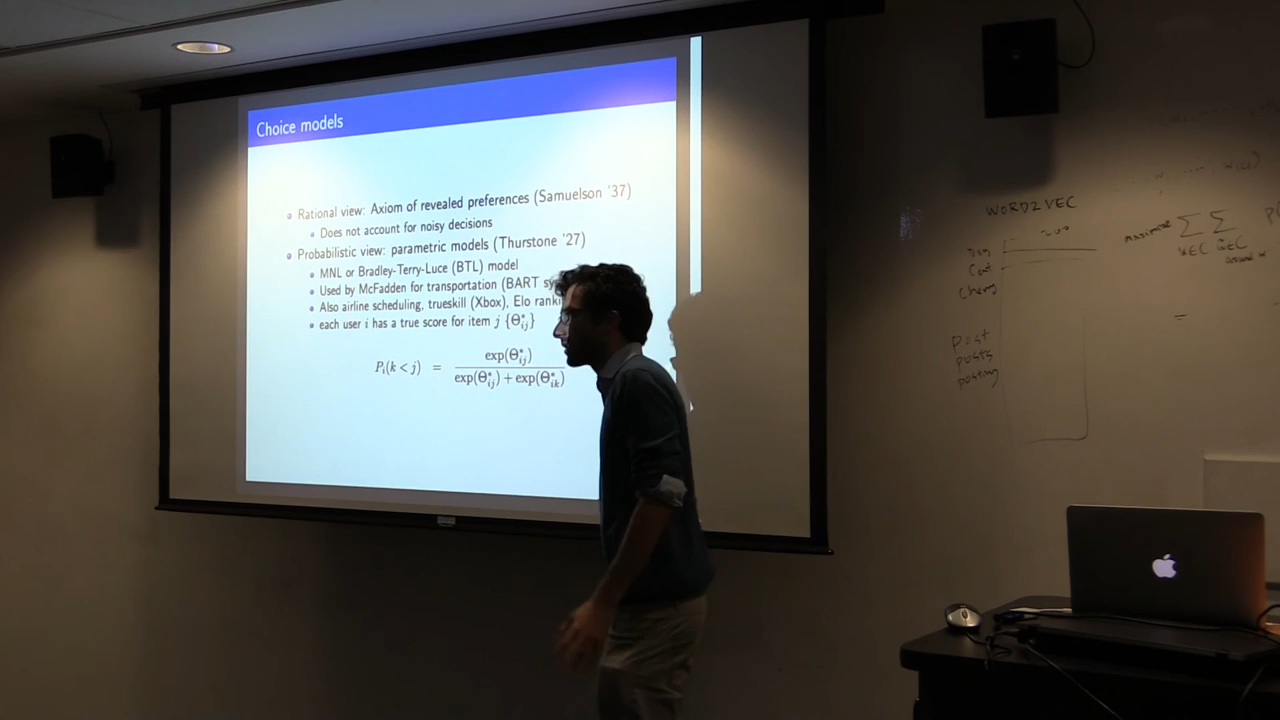 Choice models
Rational view: Axiom of revealed preferences (Samuelson '37)
Does not account for noisy decisions
Probabilistic view: parametric models (Thurstone '27)
MNL or Bradley-Terry-Luce (BTL) model
Used by McFadden for transportation (BART
Also airline scheduling, trueskill (Xbox), Elo
each user i has a true score for item j {Θ*ij}
Pi(k < j) = exp(Θ*ij) / exp(Θ*ij) + exp(Θ*ik)
WORD2VEC
Cat
Cherry
Post
posts
posting
maximize ∑ ∑